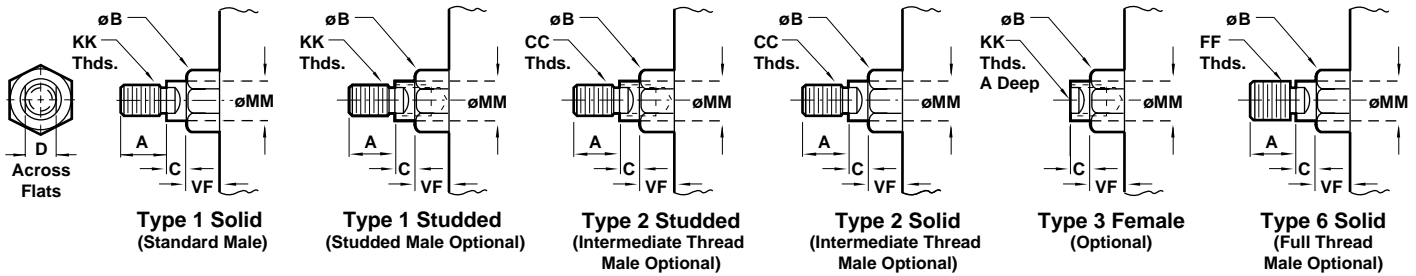 D
Across
Flats
øB
KK
Thds.
øMM
A
C
VF
Type 1 Solid
(Standard Male)
øB
KK
Thds.
øMM
A
C
VF
Type 1 Studded
(Studded Male Optional)
øB
CC
Thds.
øMM
A
C
VF
Type 2 Studded
(Intermediate Thread
Male Optional)
øB
CC
Thds.
øMM
A
C
VF
Type 2 Solid
(Intermediate Thread
Male Optional)
øB
KK
Thds.
A Deep
øMM
C
VF
Type 3 Female
(Optional)
øB
FF
Thds.
øMM
A
C
VF
Type 6 Solid
(Full Thread
Male Optional)